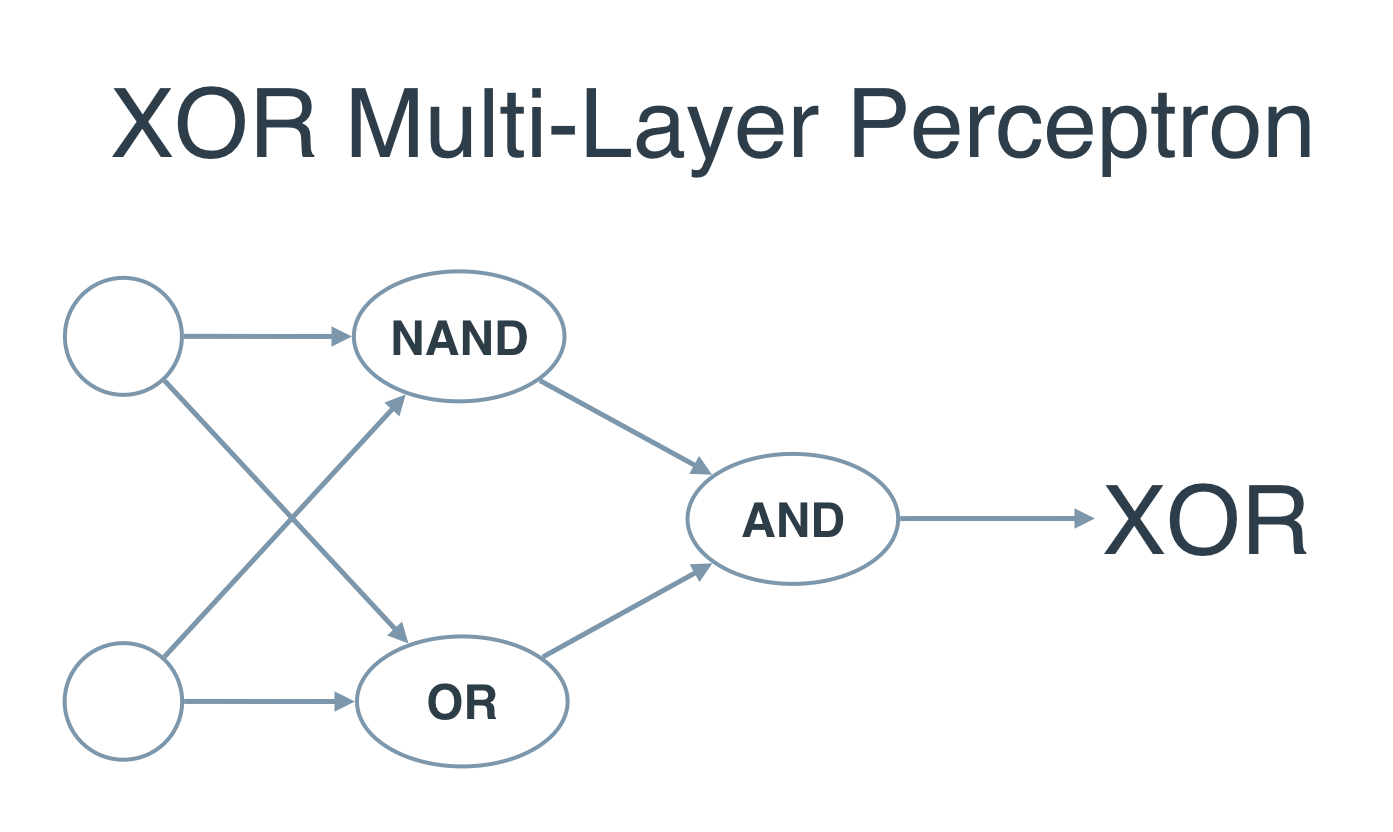 XOR Multi-Layer Perceptron
NAND
AND
XOR
OR